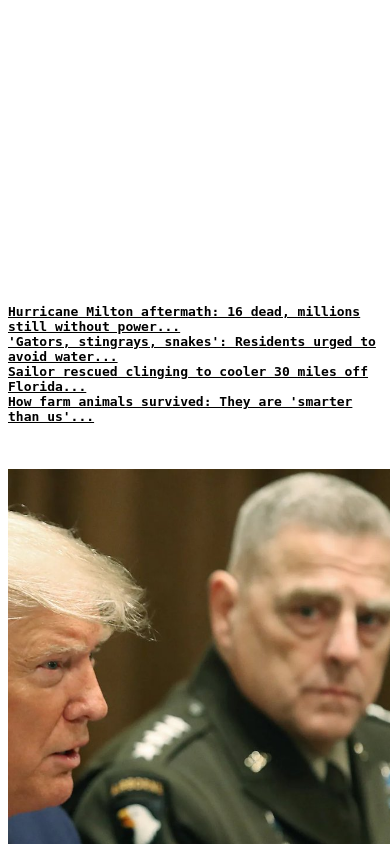 Hurricane Milton aftermath: 16 dead, millions
still without power...
'Gators, stingrays, snakes': Residents urged to
avoid water...
Sailor rescued clinging to cooler 30 miles off
Florida...
How farm animals survived: They are 'smarter
than us'...